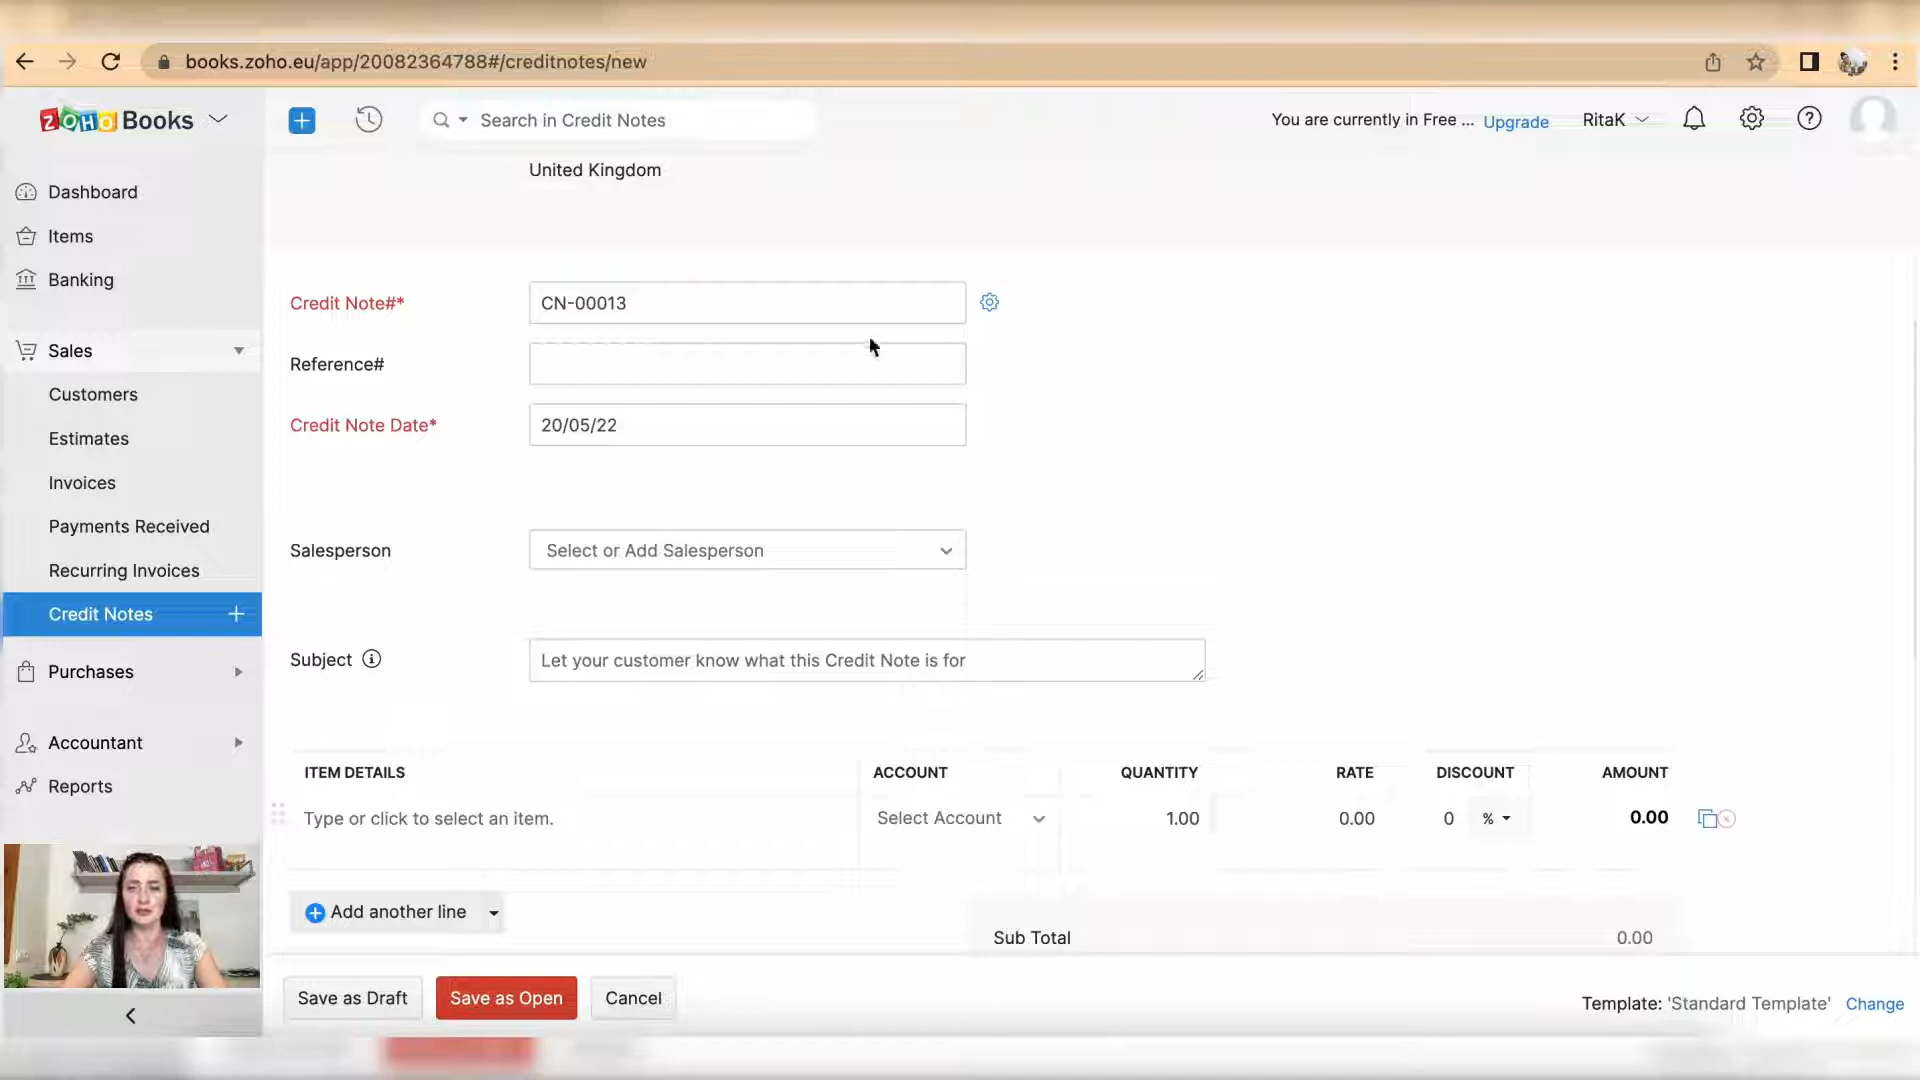 books.zoho.eu/app/20082364788#/creditnotes/new
ZOHO Books
Search in Credit Notes
You are currently in Free ... Upgrade
RitaK
United Kingdom
Dashboard
Items
Banking
Sales
Customers
Estimates
Invoices
Payments Received
Recurring Invoices
Credit Notes
Purchases
Accountant
Reports
Credit Note#* CN-00013
Reference#
Credit Note Date* 20/05/22
Salesperson Select or Add Salesperson
Subject Let your customer know what this Credit Note is for
ITEM DETAILS ACCOUNT QUANTITY RATE DISCOUNT AMOUNT
Type or click to select an item. Select Account 1.00 0.00 0 % 0.00
Add another line
Sub Total 0.00
Save as Draft Save as Open Cancel
Template: 'Standard Template' Change